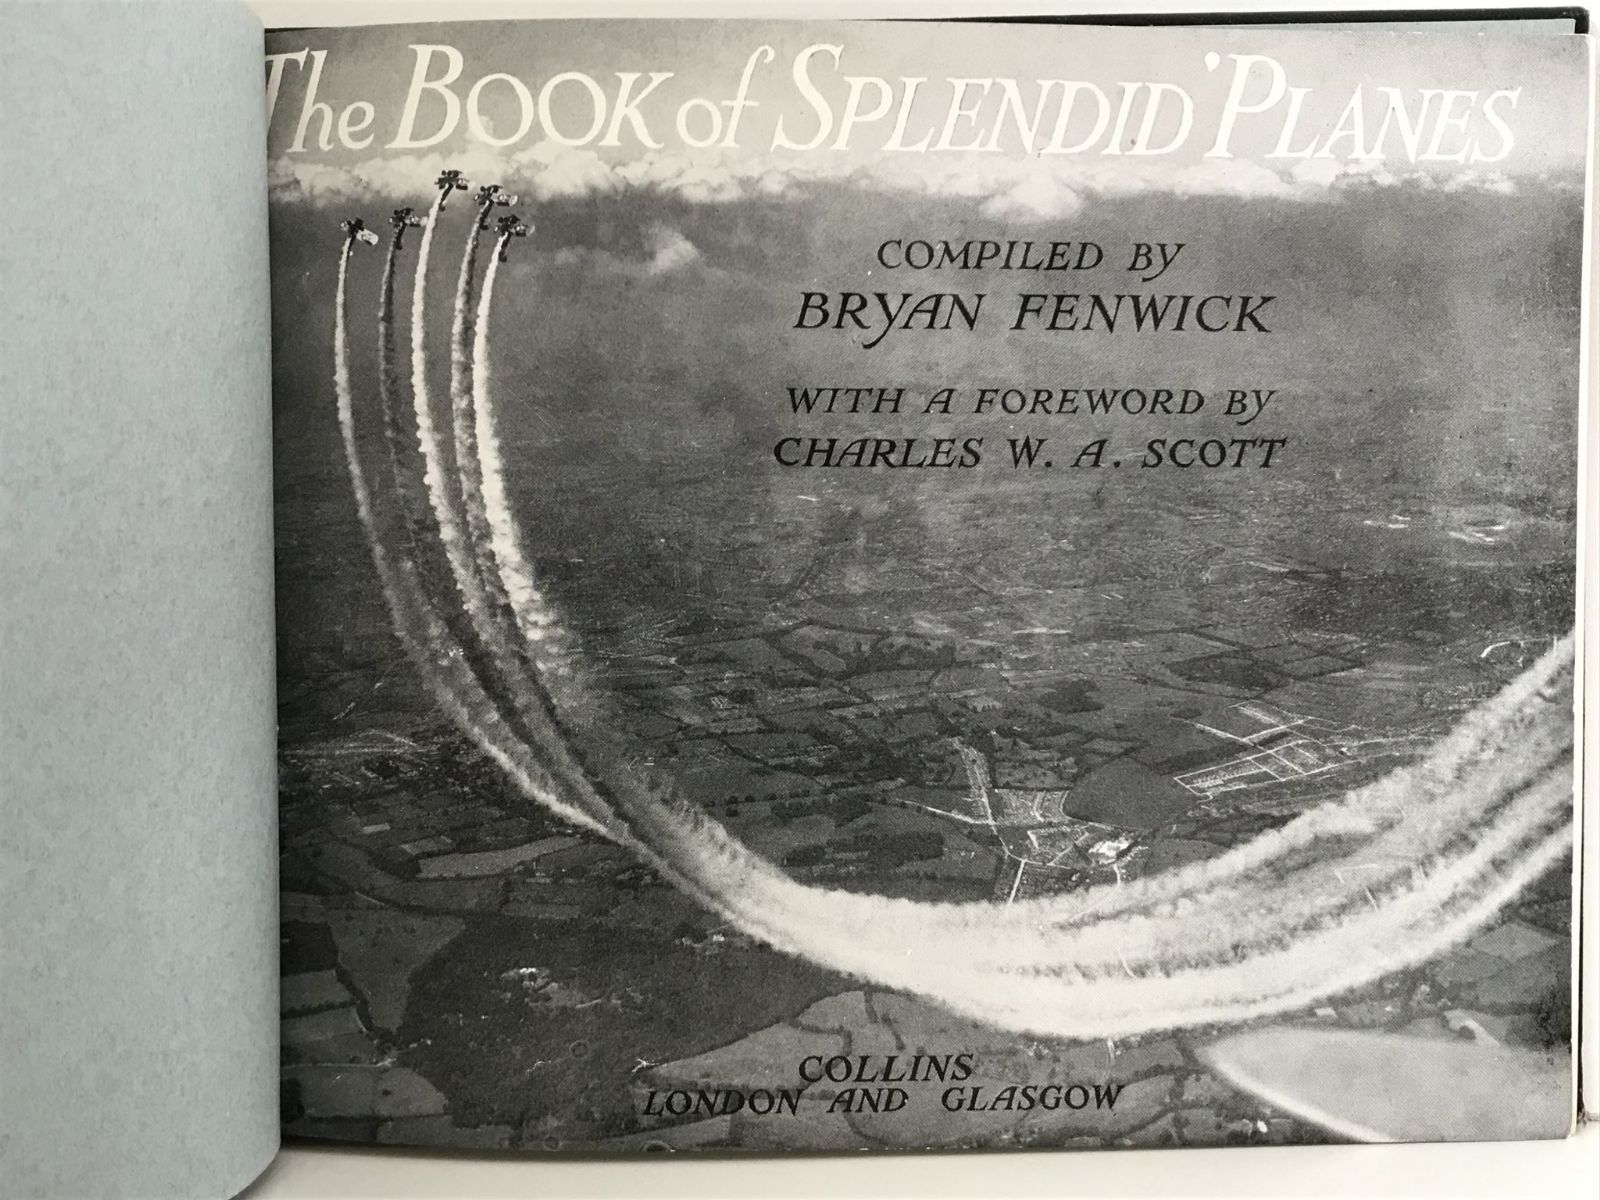 The BOOK of SPLENDID 'PLANES
COMPILED BY
BRYAN FENWICK
WITH A FOREWORD BY
CHARLES W. A. SCOTT
COLLINS
LONDON AND GLASGOW